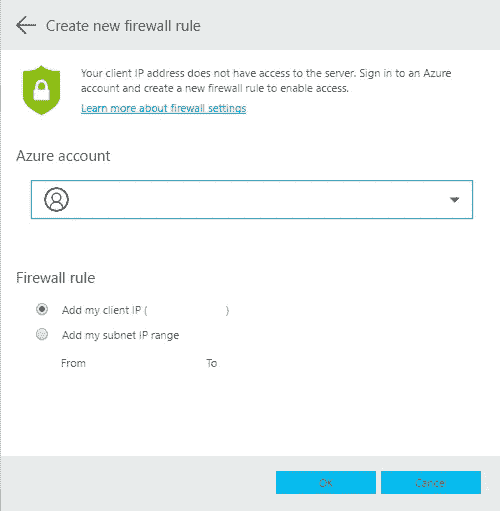 Create new firewall rule
Your client IP address does not have access to the server. Sign in to an Azure
account and create a new firewall rule to enable access.
Learn more about firewall settings
Azure account
Firewall rule
Add my client IP ( )
Add my subnet IP range
From To
OK Cancel